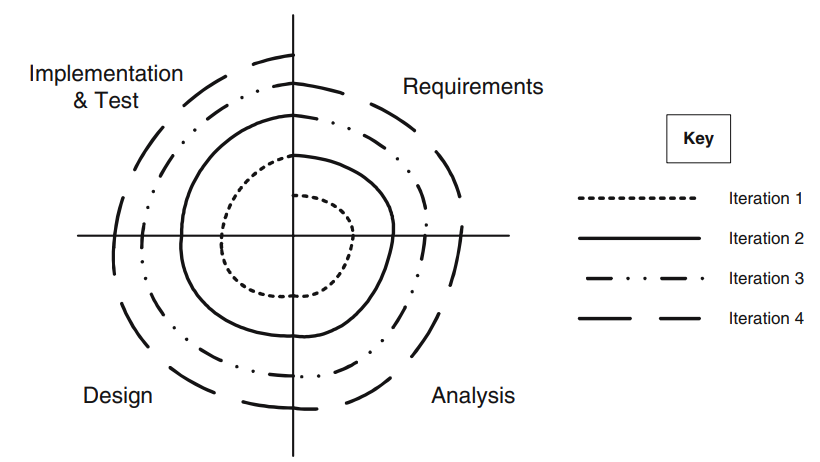 Implementation
& Test
Requirements
Key
Iteration 1
Iteration 2
Iteration 3
Iteration 4
Design
Analysis